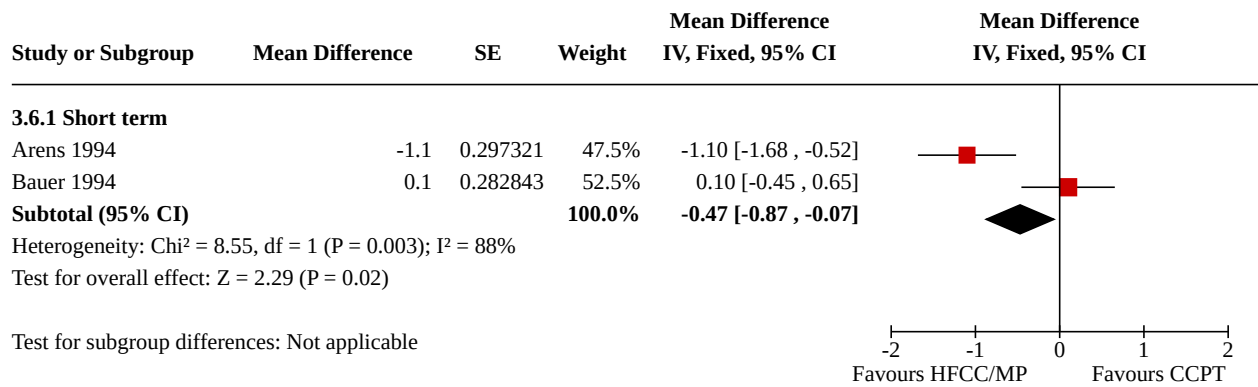 Mean Difference Mean Difference
Study or Subgroup Mean Difference SE Weight IV, Fixed, 95% CI IV, Fixed, 95% CI
3.6.1 Short term
Arens 1994 -1.1 0.297321 47.5% -1.10 [-1.68 , -0.52]
Bauer 1994 0.1 0.282843 52.5% 0.10 [-0.45 , 0.65]
Subtotal (95% CI) 100.0% -0.47 [-0.87 , -0.07]
Heterogeneity: Chi² = 8.55, df = 1 (P = 0.003); I² = 88%
Test for overall effect: Z = 2.29 (P = 0.02)
Test for subgroup differences: Not applicable
-2 -1 0 1 2
Favours HFCC/MP Favours CCPT